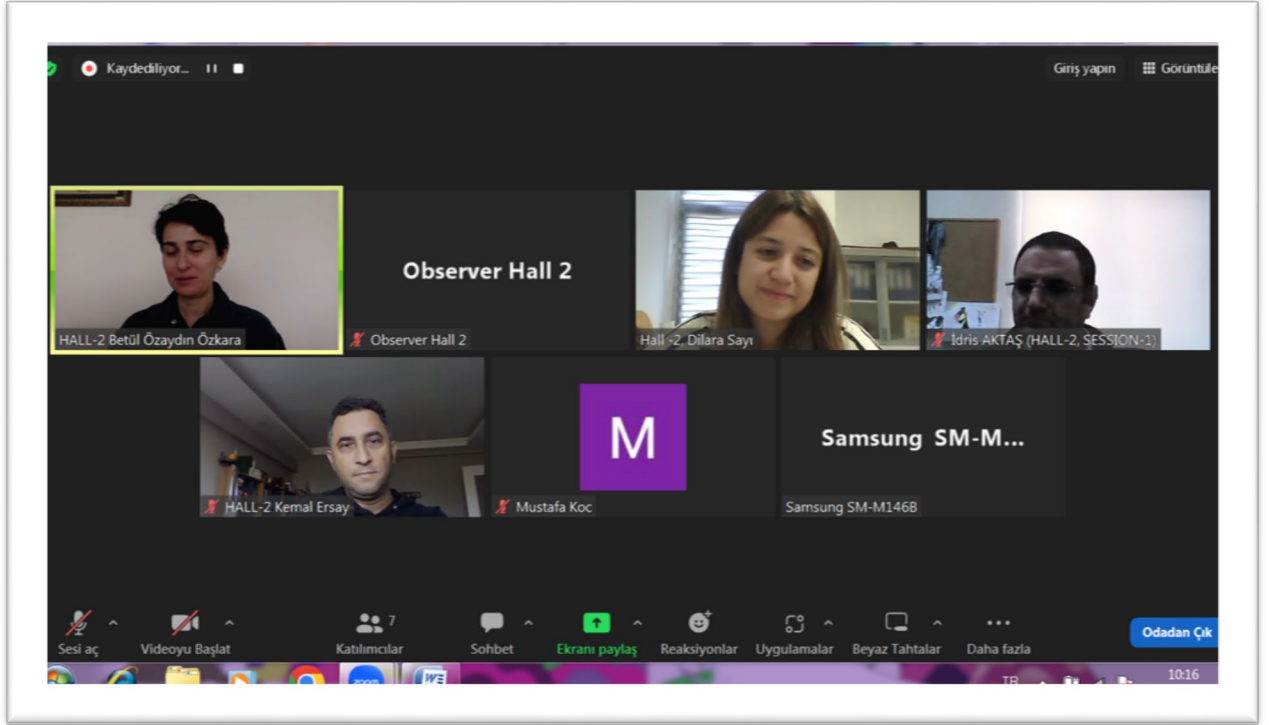 Kaydediliyor...
Giriş yapın
Görüntüle
HALL-2 Betül Özaydın Özkara
Observer Hall 2
Observer Hall 2
Hall -2, Dilara Sayı
İdris AKTAŞ (HALL-2, SESSION-1)
HALL-2 Kemal Ersay
M
Mustafa Koc
Samsung SM-M...
Samsung SM-M146B
Sesi aç
Videoyu Başlat
7
Katılımcılar
Sohbet
Ekranı paylaş
Reaksiyonlar
Uygulamalar
Beyaz Tahtalar
Daha fazla
Odadan Çık
zoom
W
TR
10:16